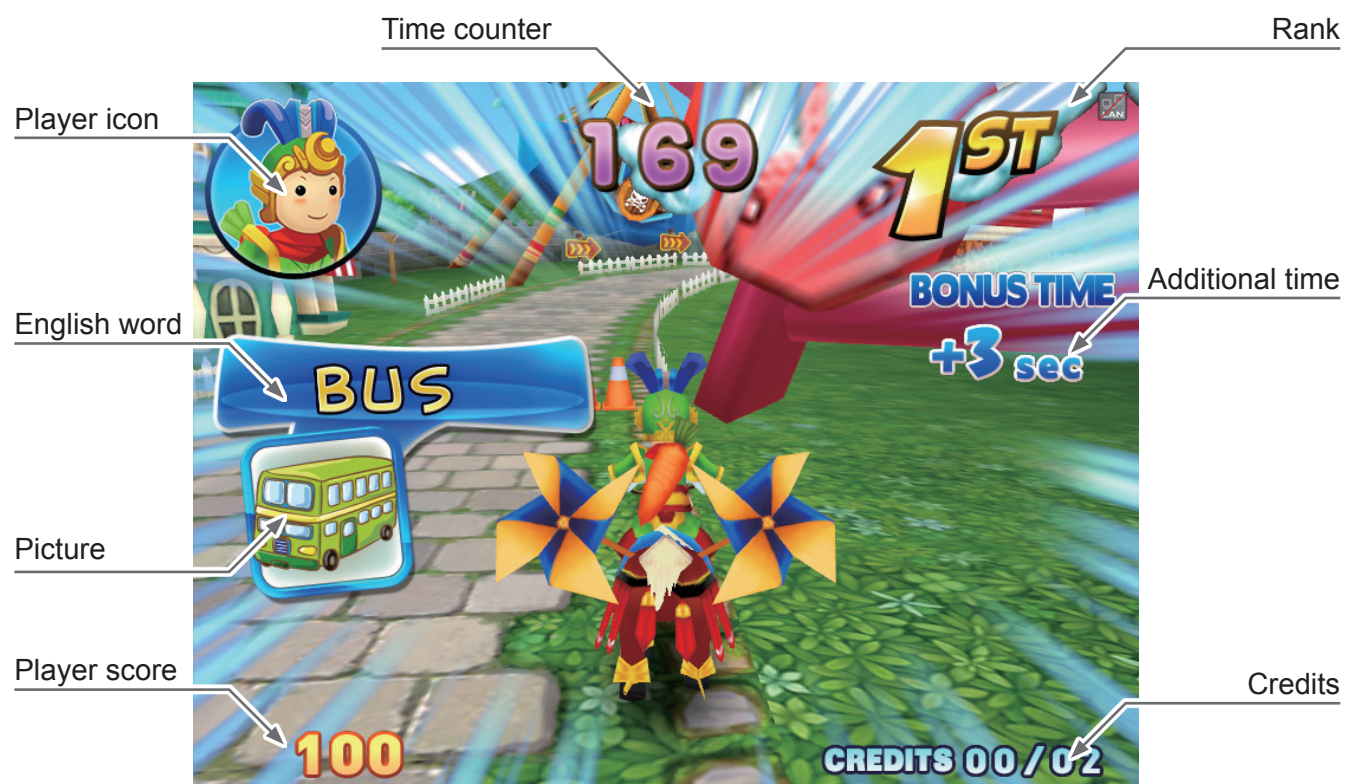 Time counter
Rank
Player icon
LAN
169
1ST
BONUS TIME
Additional time
+3 sec
English word
BUS
Picture
Player score
Credits
100
CREDITS 00/02